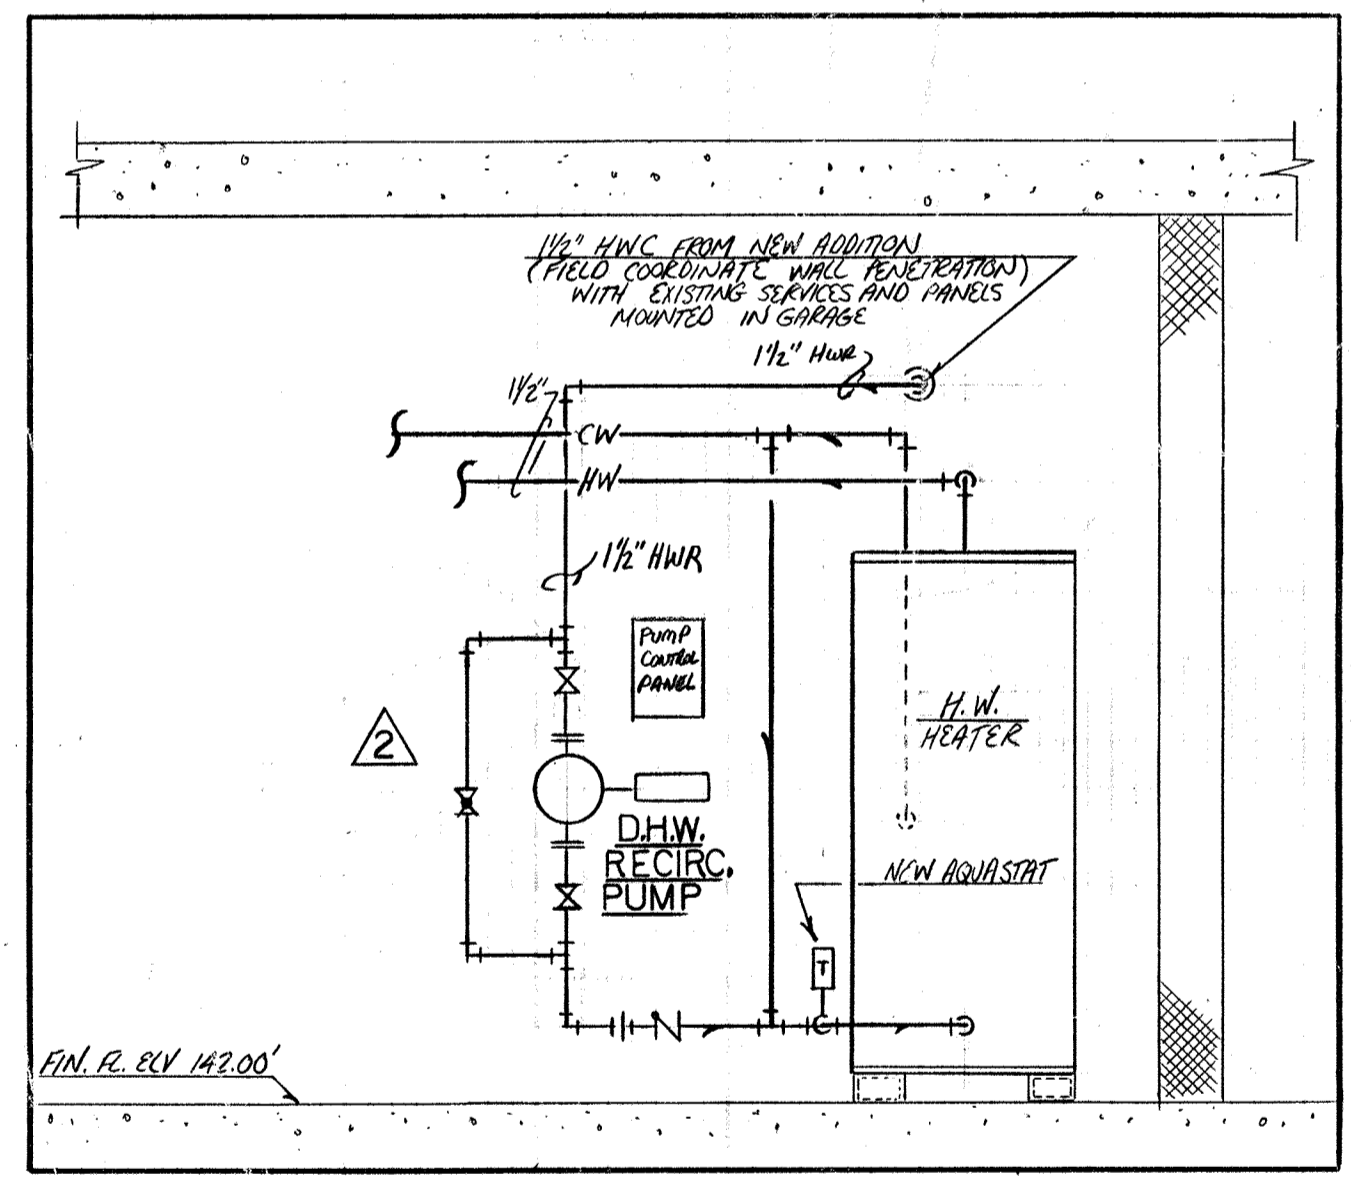 1½" HWC FROM NEW ADDITION
(FIELD COORDINATE WALL PENETRATION)
WITH EXISTING SERVICES AND PANELS
MOUNTED IN GARAGE
1½" HWR
1½"
CW
HW
1½" HWR
PUMP
CONTROL
PANEL
H.W.
HEATER
2
D.H.W.
RECIRC.
PUMP
NEW AQUASTAT
T
FIN. FL. ELV 142.00'